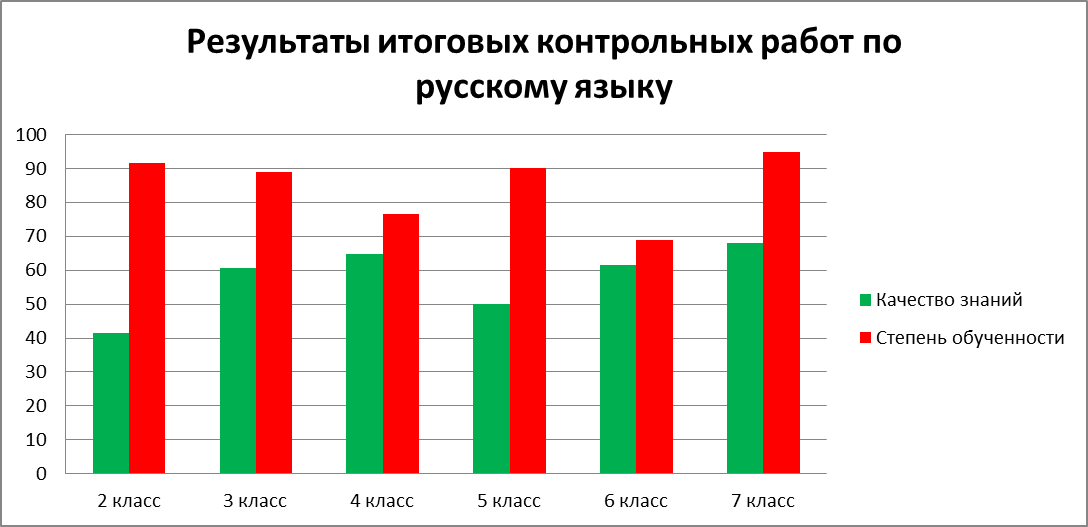 Результаты итоговых контрольных работ по
русскому языку
100
90
80
70
60
50
40
30
20
10
0
2 класс 3 класс 4 класс 5 класс 6 класс 7 класс
Качество знаний
Степень обученности